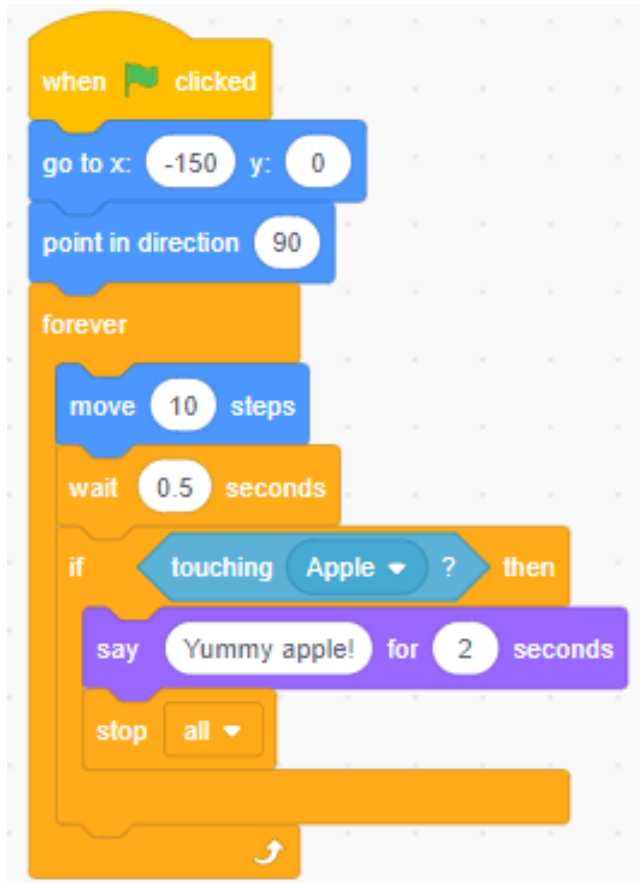 when clicked
go to x: -150 y: 0
point in direction 90
forever
move 10 steps
wait 0.5 seconds
if touching Apple ? then
say Yummy apple! for 2 seconds
stop all